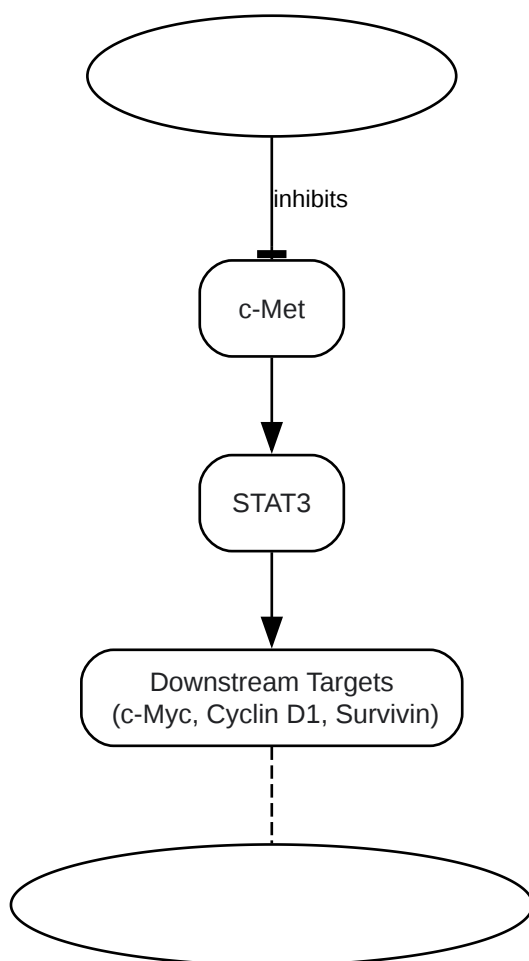 inhibits
c-Met
STAT3
Downstream Targets
(c-Myc, Cyclin D1, Survivin)